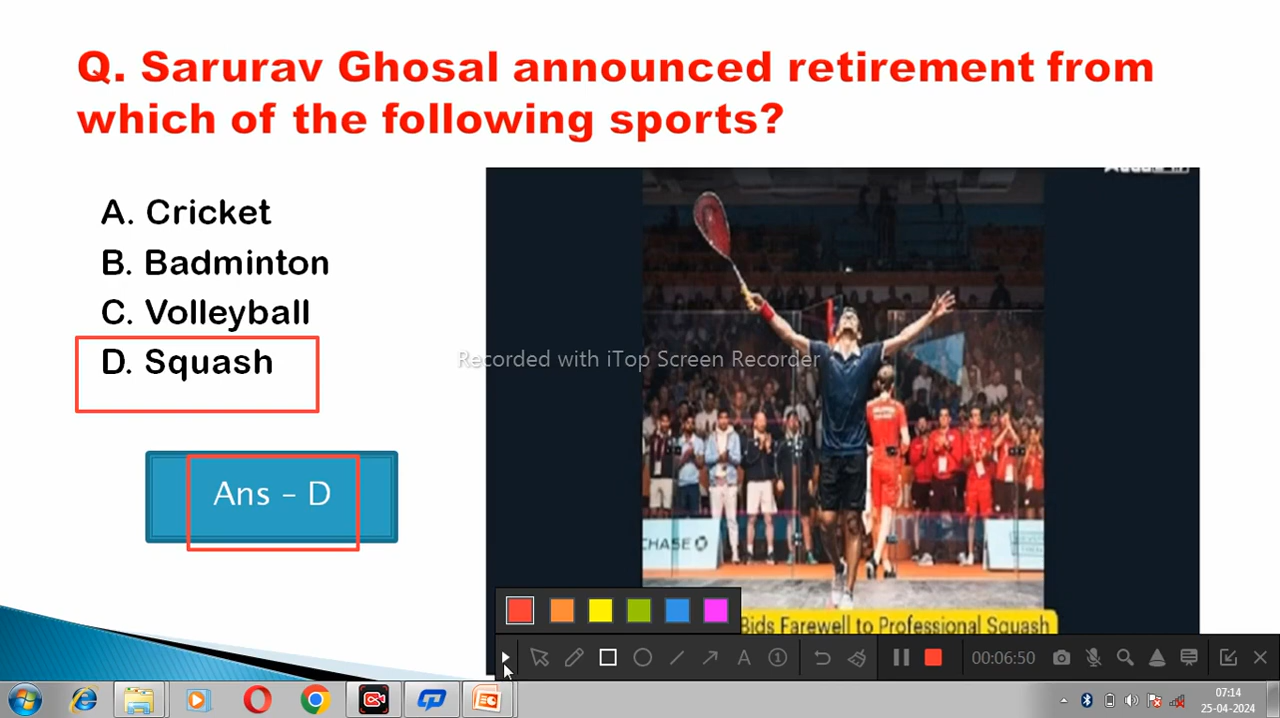 Q. Sarurav Ghosal announced retirement from
which of the following sports?
A. Cricket
B. Badminton
C. Volleyball
D. Squash
Recorded with iTop Screen Recorder
Ans – D
CHASE
Bids Farewell to Professional Squash
00:06:50
07:14
25-04-2024